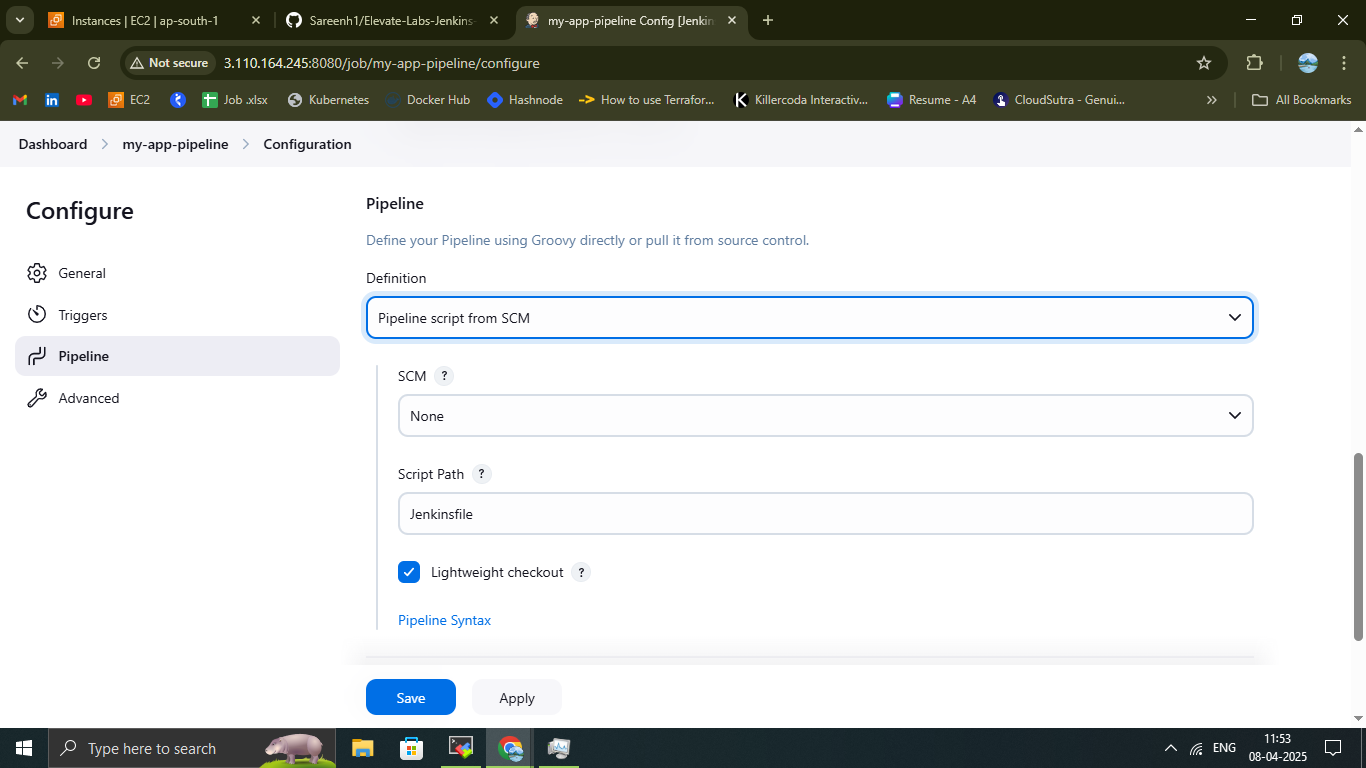 Instances | EC2 | ap-south-1
Sareenh1/Elevate-Labs-Jenkins-
my-app-pipeline Config [Jenkin
Not secure
3.110.164.245:8080/job/my-app-pipeline/configure
EC2
Job .xlsx
Kubernetes
Docker Hub
Hashnode
How to use Terrafor...
Killercoda Interactiv...
Resume - A4
CloudSutra - Genui...
All Bookmarks
Dashboard
my-app-pipeline
Configuration
Configure
General
Triggers
Pipeline
Advanced
Pipeline
Define your Pipeline using Groovy directly or pull it from source control.
Definition
Pipeline script from SCM
SCM ?
None
Script Path ?
Jenkinsfile
Lightweight checkout ?
Pipeline Syntax
Save
Apply
Type here to search
ENG
11:53
08-04-2025